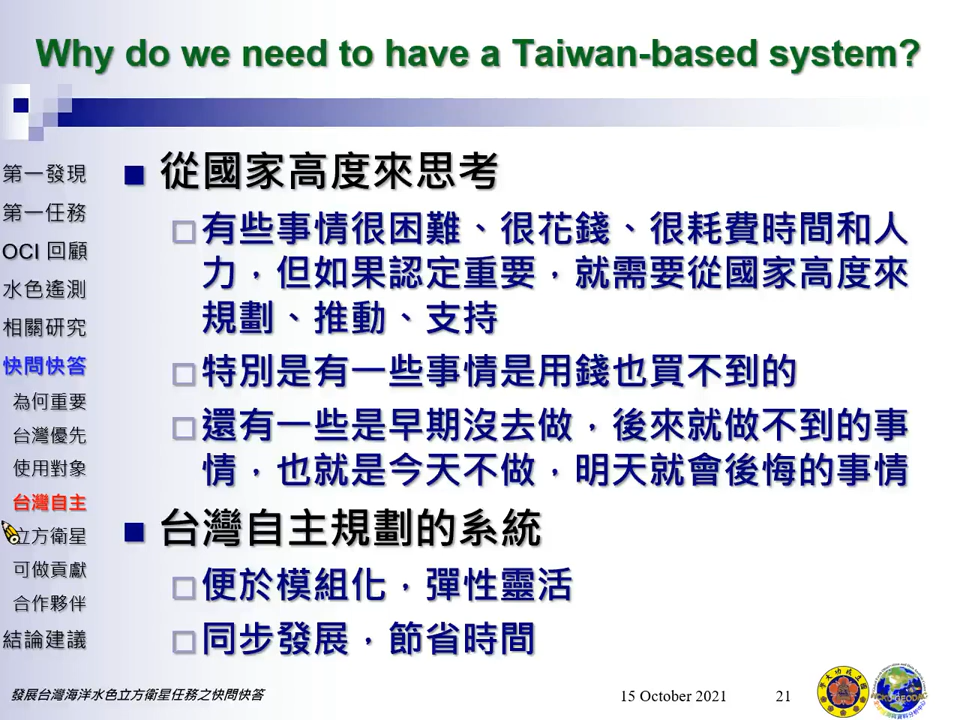 Why do we need to have a Taiwan-based system?
第一發現
第一任務
OCI 回顧
水色遙測
相關研究
快問快答
為何重要
台灣優先
使用對象
台灣自主
立方衛星
可做貢獻
合作夥伴
結論建議
從國家高度來思考
有些事情很困難、很花錢、很耗費時間和人
力，但如果認定重要，就需要從國家高度來
規劃、推動、支持
特別是有一些事情是用錢也買不到的
還有一些是早期沒去做，後來就做不到的事
情，也就是今天不做，明天就會後悔的事情
台灣自主規劃的系統
便於模組化，彈性靈活
同步發展，節省時間
發展台灣海洋水色立方衛星任務之快問快答
15 October 2021
21